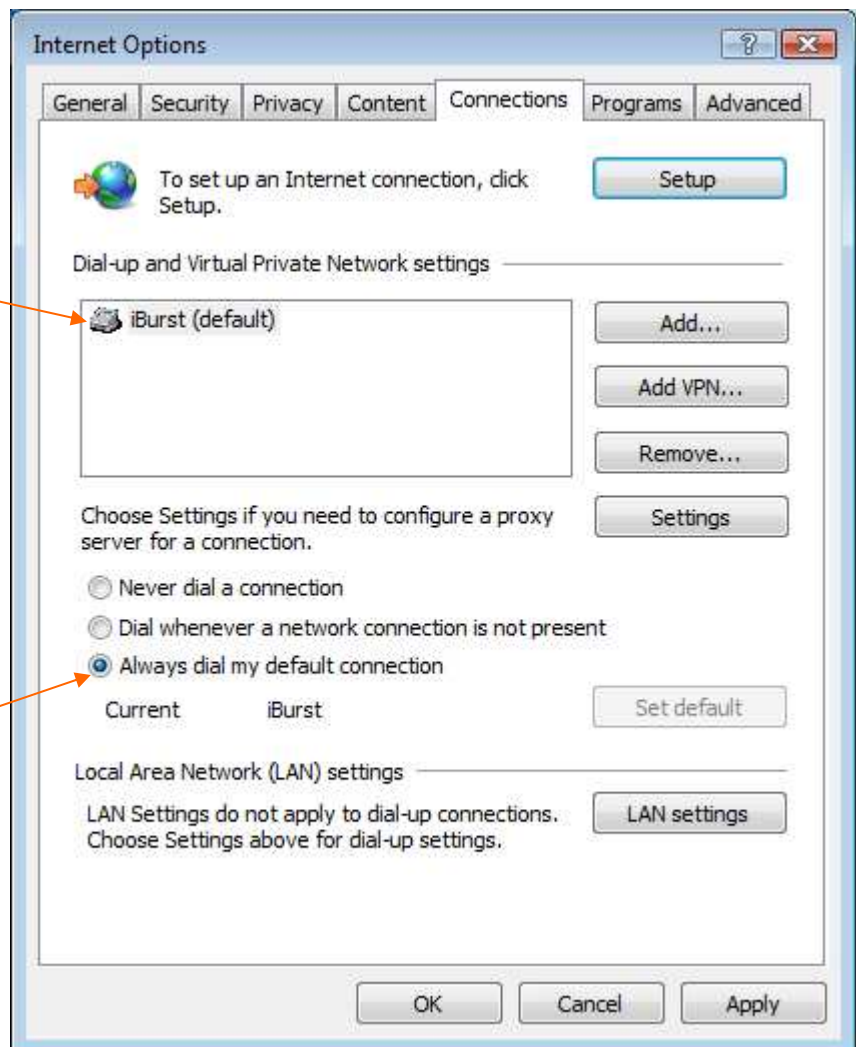 Internet Options
General Security Privacy Content Connections Programs Advanced
To set up an Internet connection, click
Setup.
Setup
Dial-up and Virtual Private Network settings
iBurst (default)
Add...
Add VPN...
Remove...
Choose Settings if you need to configure a proxy
server for a connection.
Settings
Never dial a connection
Dial whenever a network connection is not present
Always dial my default connection
Current iBurst Set default
Local Area Network (LAN) settings
LAN Settings do not apply to dial-up connections.
Choose Settings above for dial-up settings.
LAN settings
OK Cancel Apply